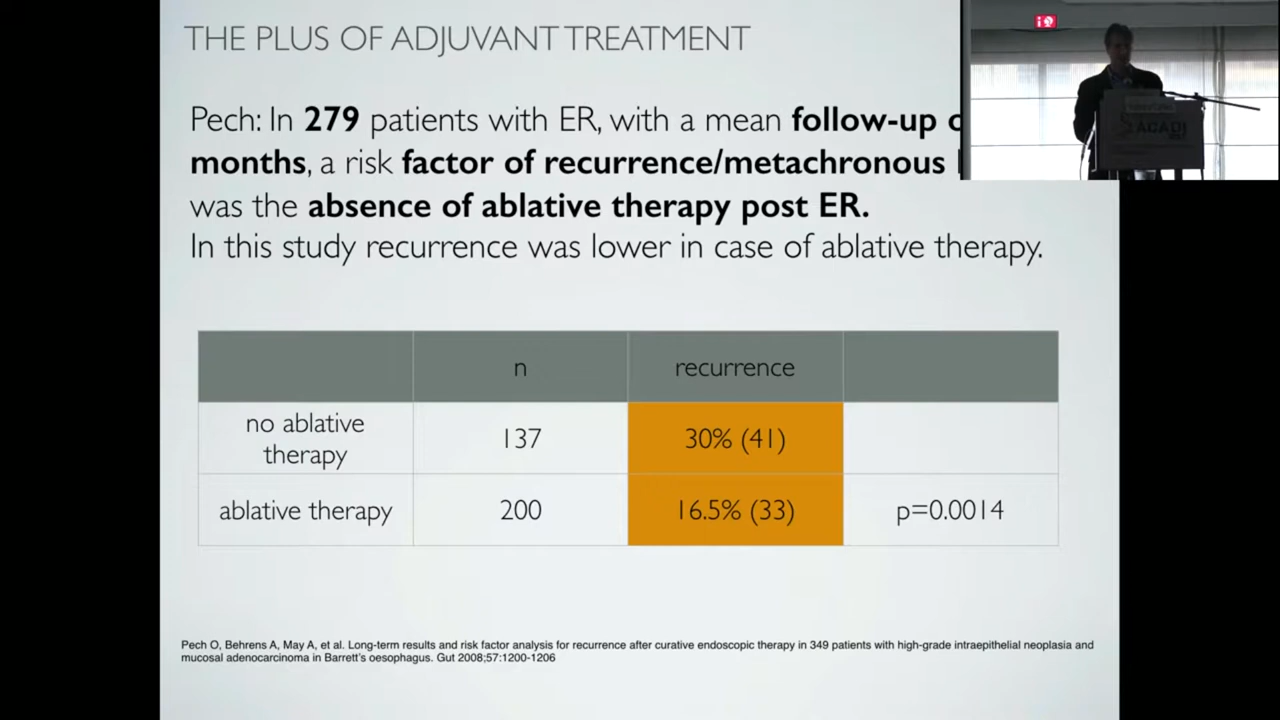 THE PLUS OF ADJUVANT TREATMENT
Pech: In 279 patients with ER, with a mean follow-up
months, a risk factor of recurrence/metachronous
was the absence of ablative therapy post ER.
In this study recurrence was lower in case of ablative therapy.
n recurrence
no ablative
therapy
137 30% (41)
ablative therapy 200 16.5% (33) p=0.0014
Pech O, Behrens A, May A, et al. Long-term results and risk factor analysis for recurrence after curative endoscopic therapy in 349 patients with high-grade intraepithelial neoplasia and
mucosal adenocarcinoma in Barrett's oesophagus. Gut 2008;57:1200-1206
ACADI